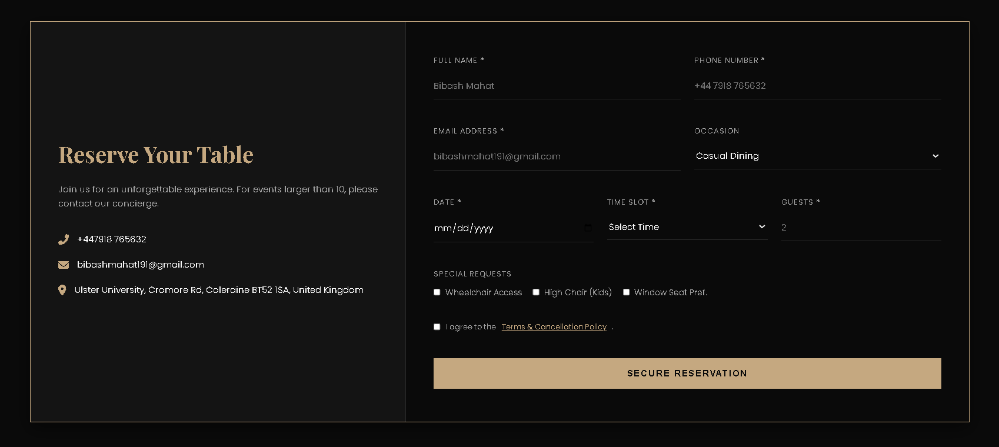 Reserve Your Table
Join us for an unforgettable experience. For events larger than 10, please
contact our concierge.
+447918 765632
bibashmahat191@gmail.com
Ulster University, Cromore Rd, Coleraine BT52 1SA, United Kingdom
FULL NAME *
Bibash Mahat
PHONE NUMBER *
+44 7918 765632
EMAIL ADDRESS *
bibashmahat191@gmail.com
OCCASION
Casual Dining
DATE *
mm/dd/yyyy
TIME SLOT *
Select Time
GUESTS *
2
SPECIAL REQUESTS
Wheelchair Access High Chair (Kids) Window Seat Pref.
I agree to the Terms & Cancellation Policy .
SECURE RESERVATION